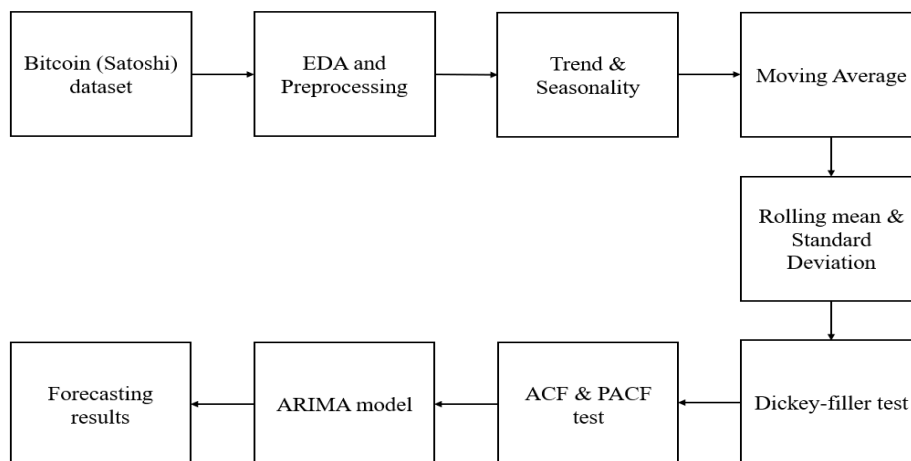 Bitcoin (Satoshi)
dataset
EDA and
Preprocessing
Trend &
Seasonality
Moving Average
Rolling mean &
Standard
Deviation
Dickey-filler test
ACF & PACF
test
ARIMA model
Forecasting
results